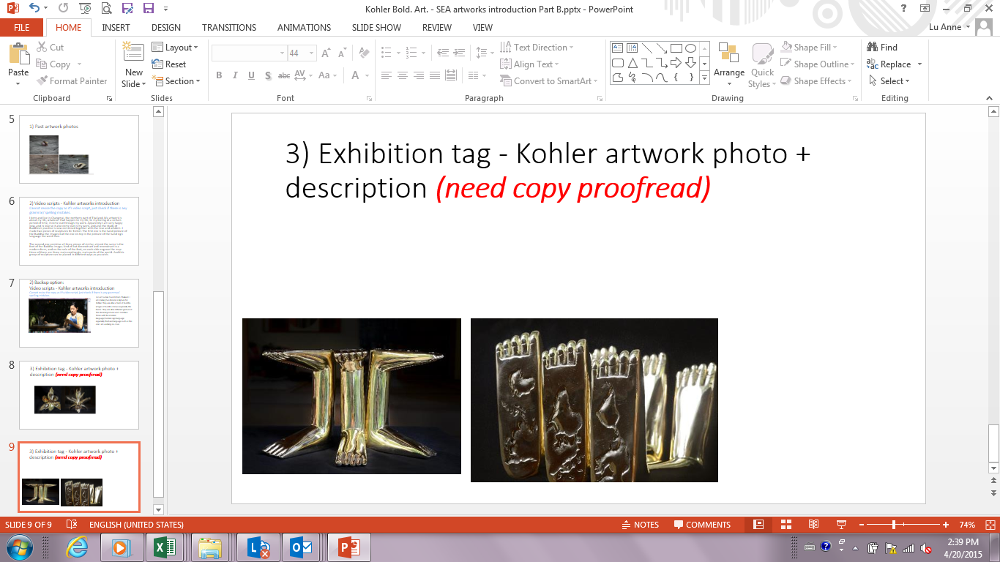 Kohler Bold. Art. - SEA artworks introduction Part B.pptx - PowerPoint
FILE HOME INSERT DESIGN TRANSITIONS ANIMATIONS SLIDE SHOW REVIEW VIEW Lu Anne
Paste
Cut
Copy
Format Painter
Clipboard
New
Slide
Layout
Reset
Section
Slides
44
B I U S abc AV Aa A
Font
Text Direction
Align Text
Convert to SmartArt
Paragraph
Arrange
Quick
Styles
Shape Fill
Shape Outline
Shape Effects
Drawing
Find
Replace
Select
Editing
5
1) Past artwork photos
6
2) Video scripts - Kohler artworks introduction
7
2) Backup option:
Video scripts - Kohler artworks introduction
8
3) Exhibition tag - Kohler artwork photo +
description (need copy proofread)
9
3) Exhibition tag - Kohler artwork photo +
description (need copy proofread)
3) Exhibition tag - Kohler artwork photo +
description (need copy proofread)
SLIDE 9 OF 9 ENGLISH (UNITED STATES) NOTES COMMENTS 74%
2:39 PM
4/20/2015